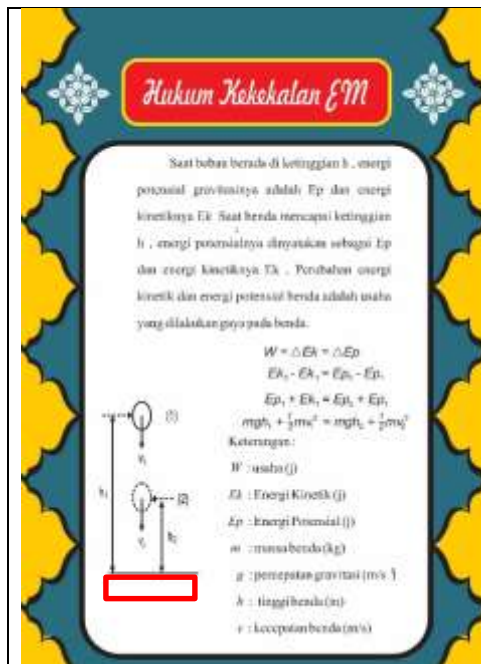 Hukum Kekekalan EM
Saat beban berada di ketinggian h , energi
potensial gravitasinya adalah Ep dan energi
kinetiknya Ek Saat benda mencapai ketinggian
h , energi potensialnya dinyatakan sebagai Ep
dan energi kinetiknya Ek . Perubahan energi
kinetik dan energi potensial benda adalah usaha
yang dilakukan gaya pada benda.
W = △Ek = △Ep
Ek₂ - Ek₁ = Ep₁ - Ep₂
Ep₁ + Ek₁ = Ep₂ +
mgh₁ + ½mv₁² = mgh₂ + ½mv₂²
Keterangan :
W : usaha (j)
Ek : Energi Kinetik (j)
Ep : Energi Potensial (j)
m : massa benda (kg)
g : percepatan gravitasi (m/s²)
h : tinggi benda (m)
v : kecepatan benda (m/s)
(1)
v₁
h₁
(2)
h₂
v₂